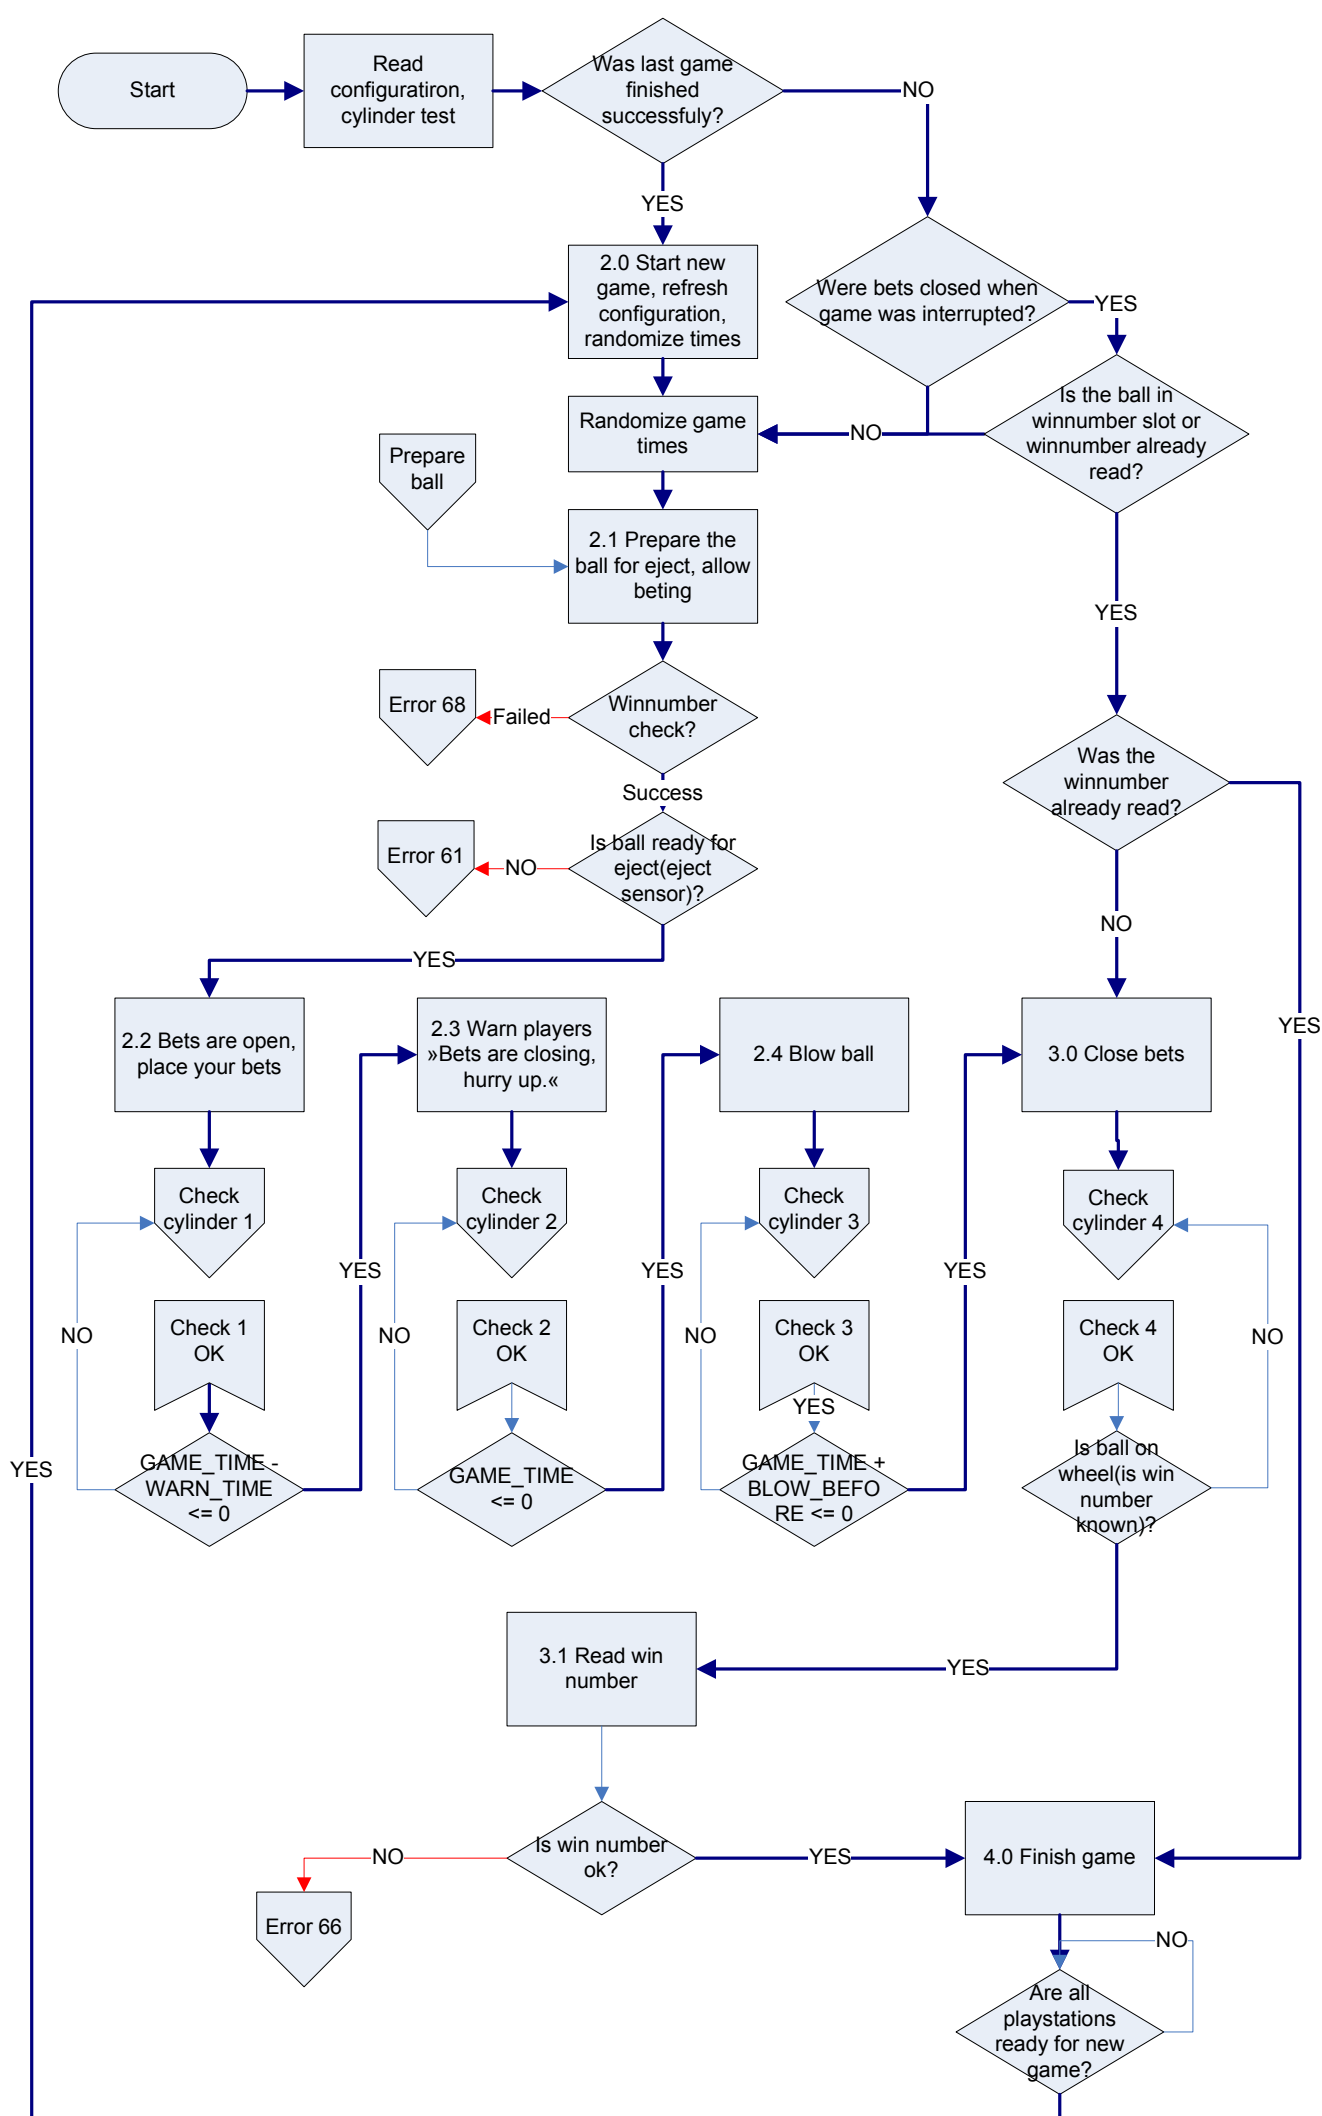 Start
Read
configuratiron,
cylinder test
Was last game
finished
successfuly?
NO
YES
2.0 Start new
game, refresh
configuration,
randomize times
Were bets closed when
game was interrupted?
YES
Is the ball in
winnumber slot or
winnumber already
read?
Randomize game
times
NO
Prepare
ball
2.1 Prepare the
ball for eject, allow
beting
YES
Error 68
Failed
Winnumber
check?
Success
Was the
winnumber
already read?
Error 61
NO
Is ball ready for
eject(eject
sensor)?
NO
YES
2.2 Bets are open,
place your bets
2.3 Warn players
»Bets are closing,
hurry up.«
2.4 Blow ball
3.0 Close bets
YES
Check
cylinder 1
Check
cylinder 2
Check
cylinder 3
Check
cylinder 4
YES
YES
YES
NO
Check 1
OK
NO
Check 2
OK
NO
Check 3
OK
Check 4
OK
NO
YES
GAME_TIME -
WARN_TIME
<= 0
GAME_TIME
<= 0
GAME_TIME +
BLOW_BEFO
RE <= 0
Is ball on
wheel(is win
number
known)?
YES
3.1 Read win
number
YES
NO
Is win number
ok?
YES
4.0 Finish game
Error 66
NO
Are all
playstations
ready for new
game?